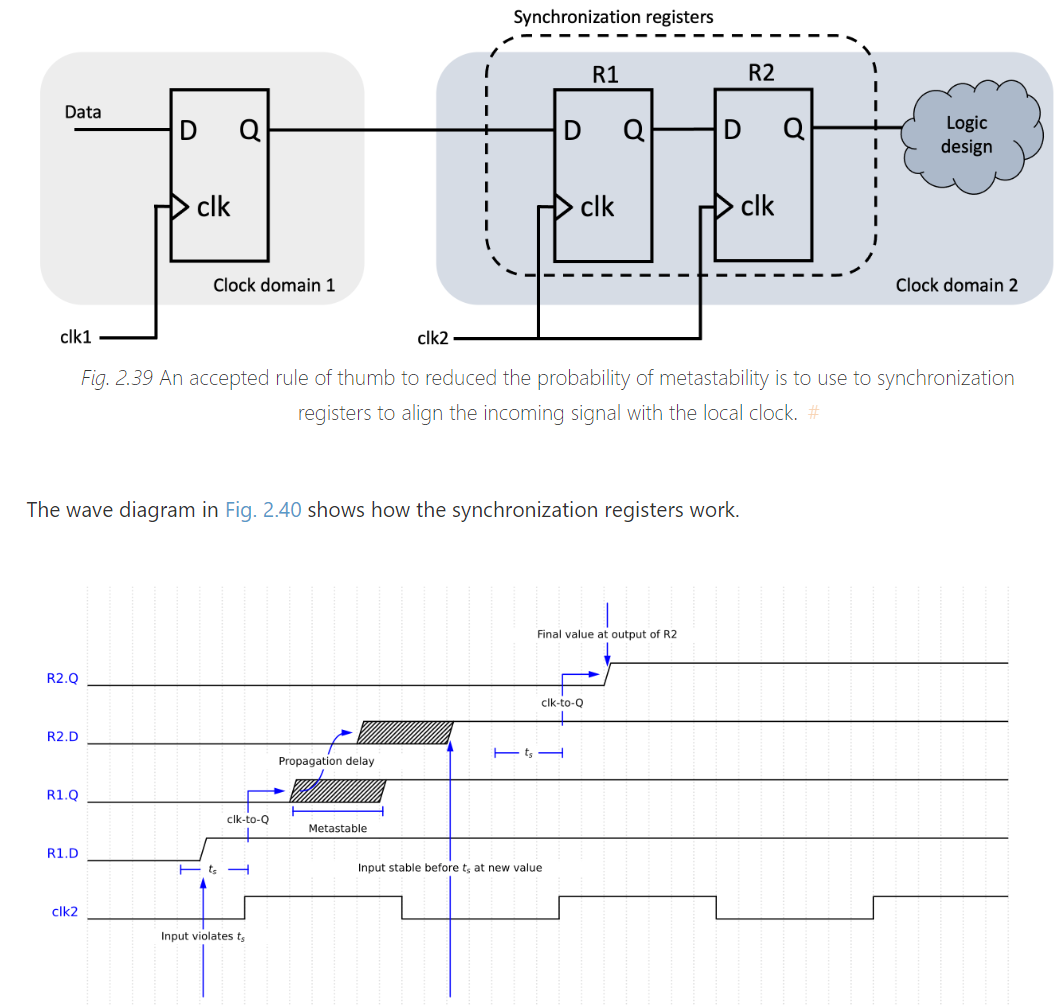 Synchronization registers
R1
R2
Data
D
Q
D
Q
D
Q
Logic
design
clk
clk
clk
Clock domain 1
Clock domain 2
clk1
clk2
Fig. 2.39 An accepted rule of thumb to reduced the probability of metastability is to use to synchronization
registers to align the incoming signal with the local clock. #
The wave diagram in Fig. 2.40 shows how the synchronization registers work.
Final value at output of R2
R2.Q
clk-to-Q
R2.D
ts
Propagation delay
R1.Q
clk-to-Q
Metastable
R1.D
ts
Input stable before ts at new value
clk2
Input violates ts